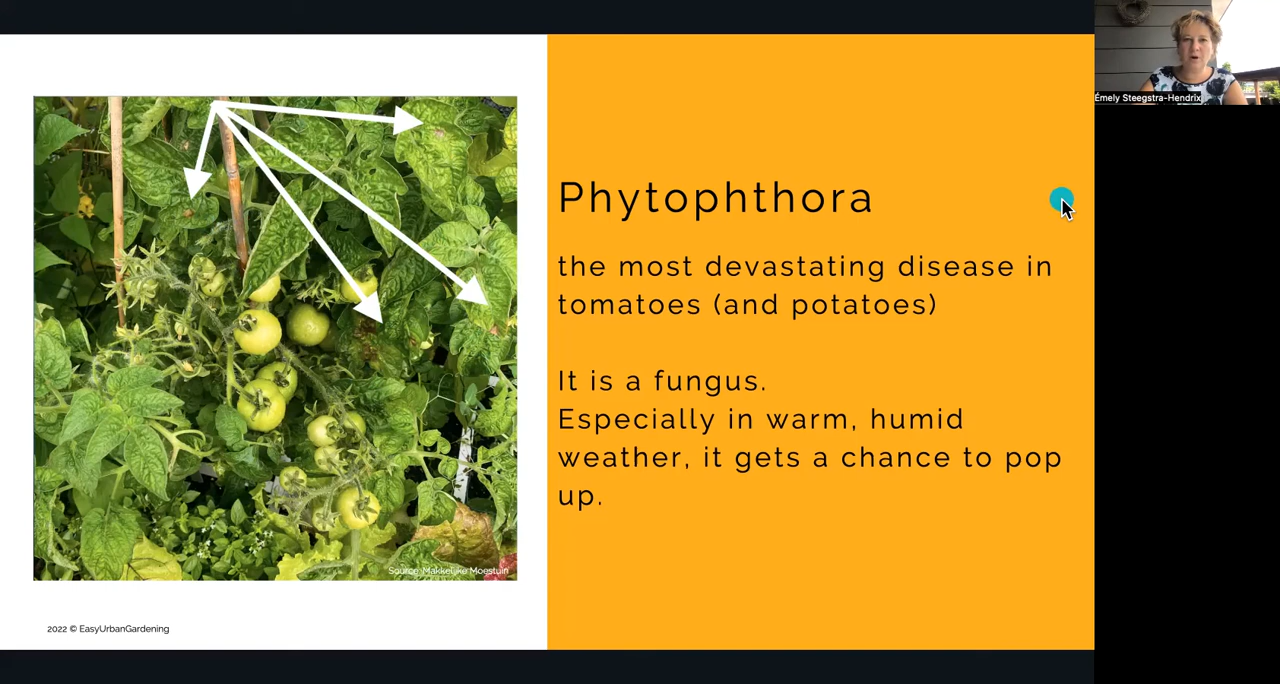 Émely Steegstra-Hendrix
Phytophthora
the most devastating disease in
tomatoes (and potatoes)
It is a fungus.
Especially in warm, humid
weather, it gets a chance to pop
up.
Source: Makkelijke Moestuin
2022 © EasyUrbanGardening